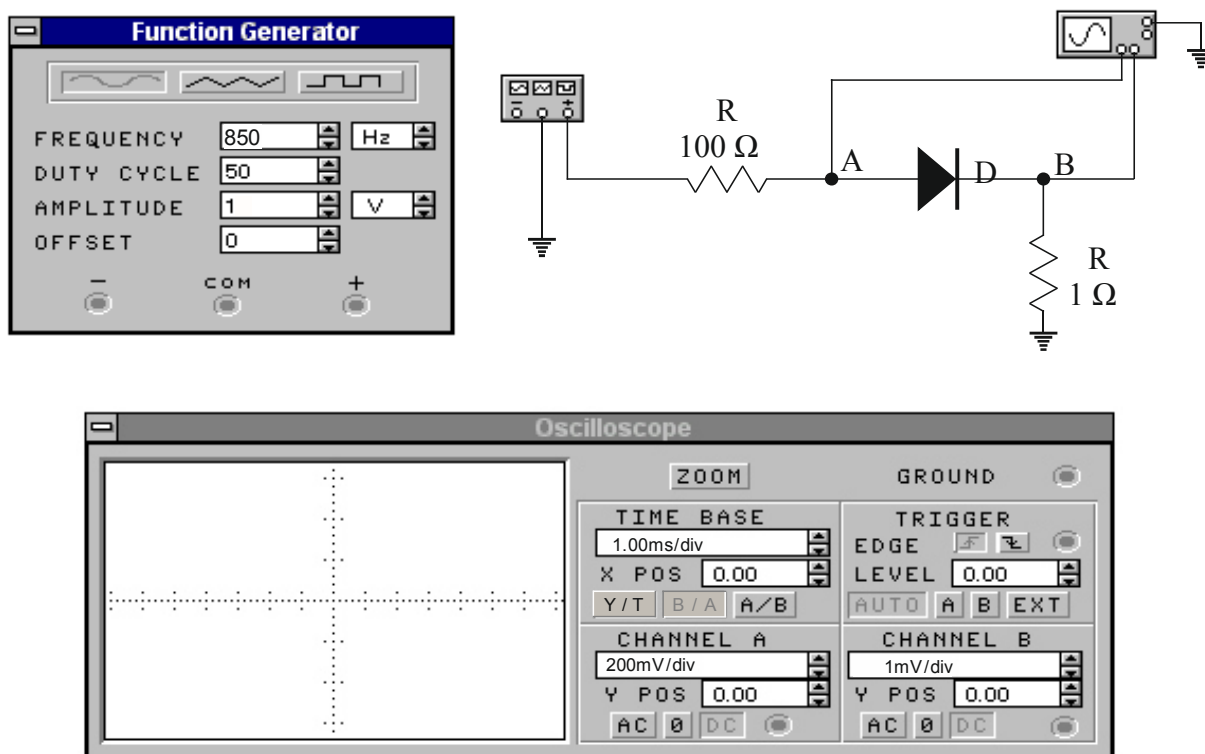 Function Generator
FREQUENCY 850 Hz
DUTY CYCLE 50
AMPLITUDE 1 V
OFFSET 0
− COM +
− +
R
100 Ω
A
D
B
R
1 Ω
Oscilloscope
ZOOM
GROUND
TIME BASE
1.00ms/div
X POS 0.00
Y/T B/A A/B
TRIGGER
EDGE
LEVEL 0.00
AUTO A B EXT
CHANNEL A
200mV/div
Y POS 0.00
AC 0 DC
CHANNEL B
1mV/div
Y POS 0.00
AC 0 DC